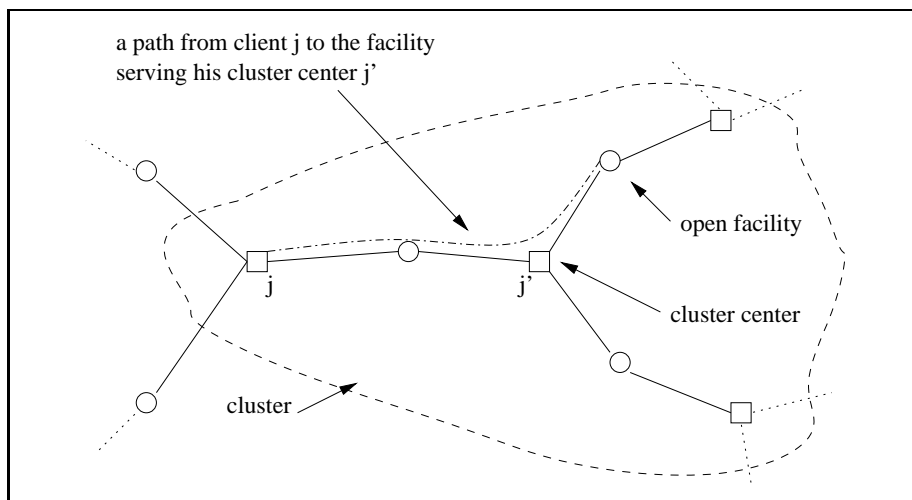 a path from client j to the facility
serving his cluster center j'
open facility
j
j'
cluster center
cluster